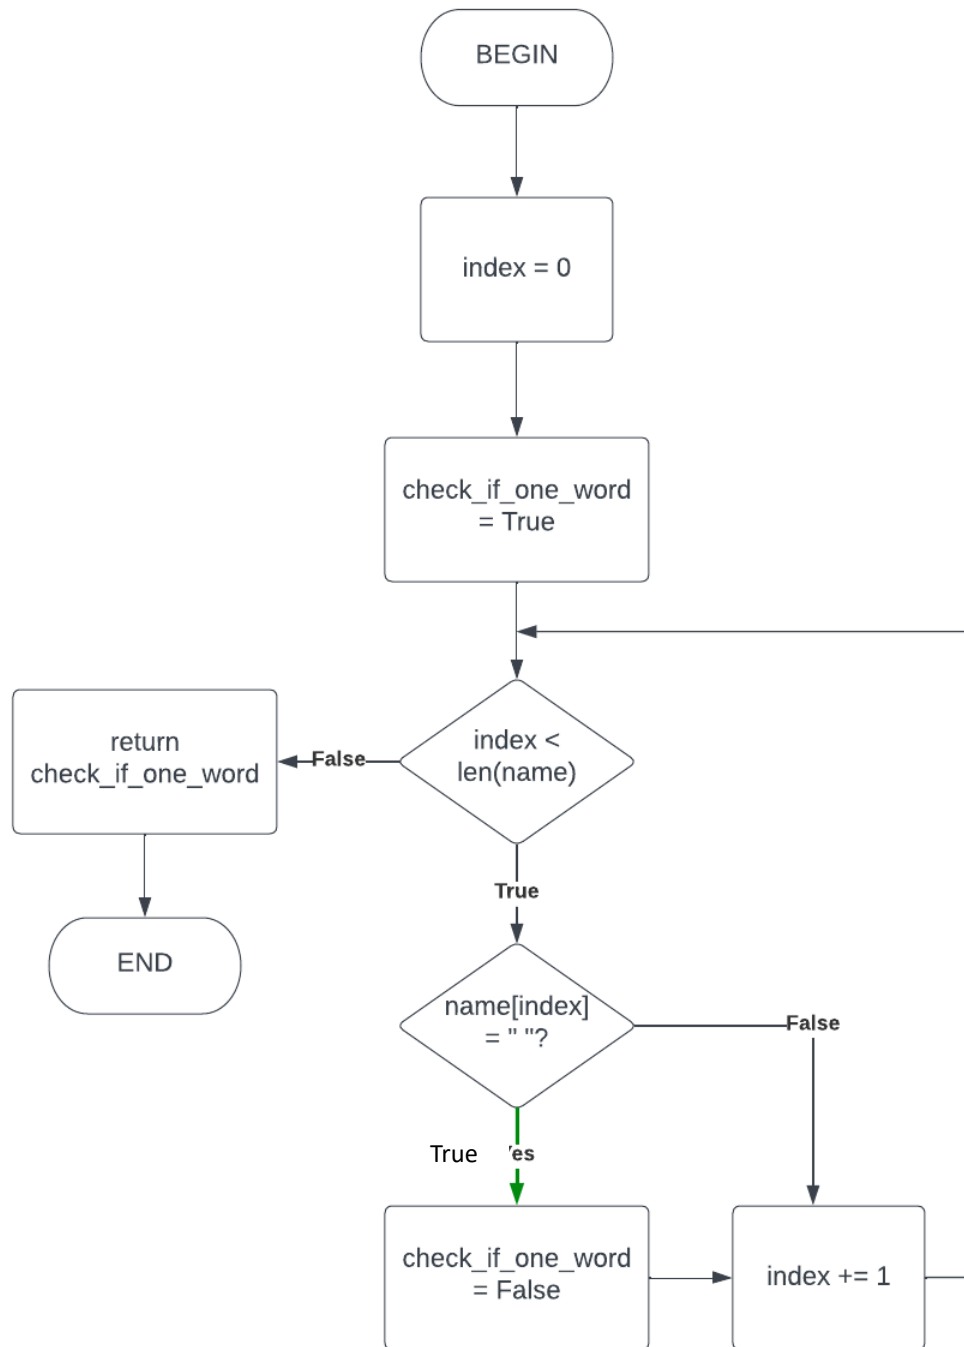 BEGIN
index = 0
check_if_one_word
= True
index <
len(name)
False
return
check_if_one_word
END
True
name[index]
= " "?
False
True
check_if_one_word
= False
index += 1